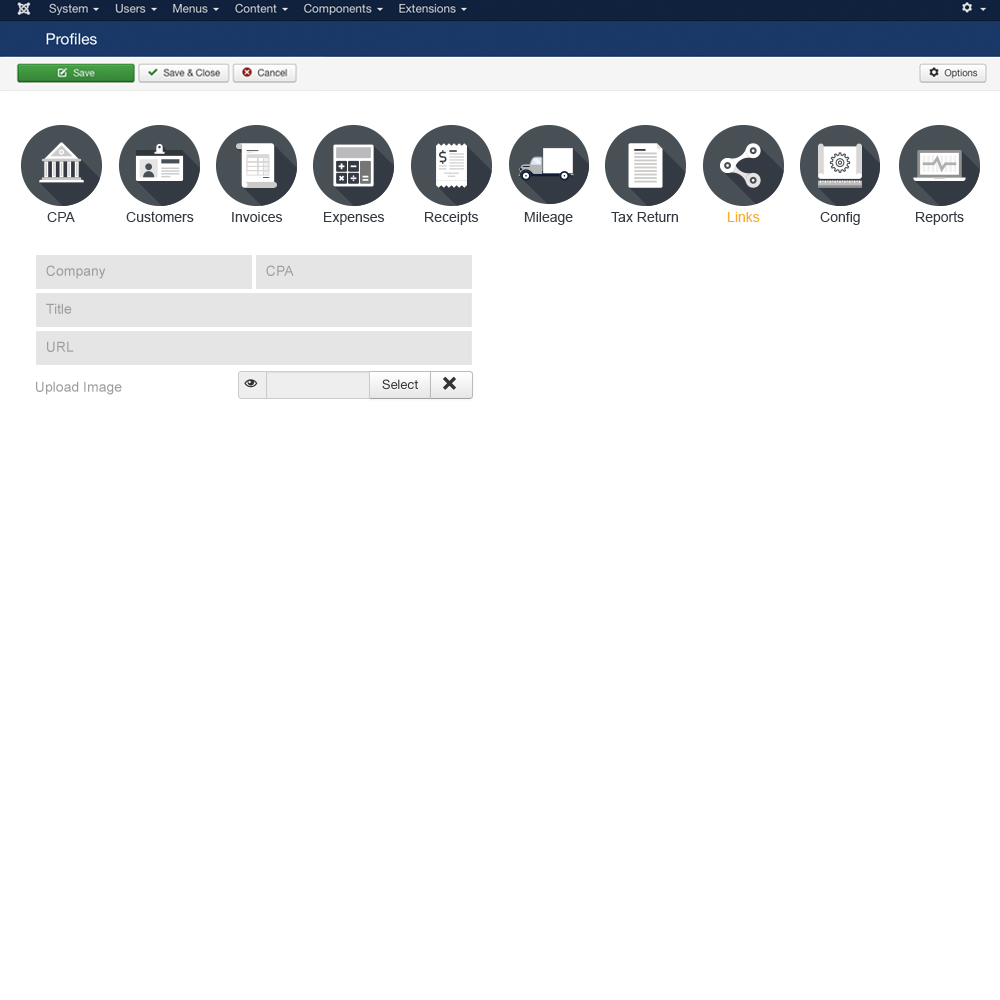 System Users Menus Content Components Extensions
Profiles
Save Save & Close Cancel Options
$
CPA Customers Invoices Expenses Receipts Mileage Tax Return Links Config Reports
Company CPA
Title
URL
Upload Image Select